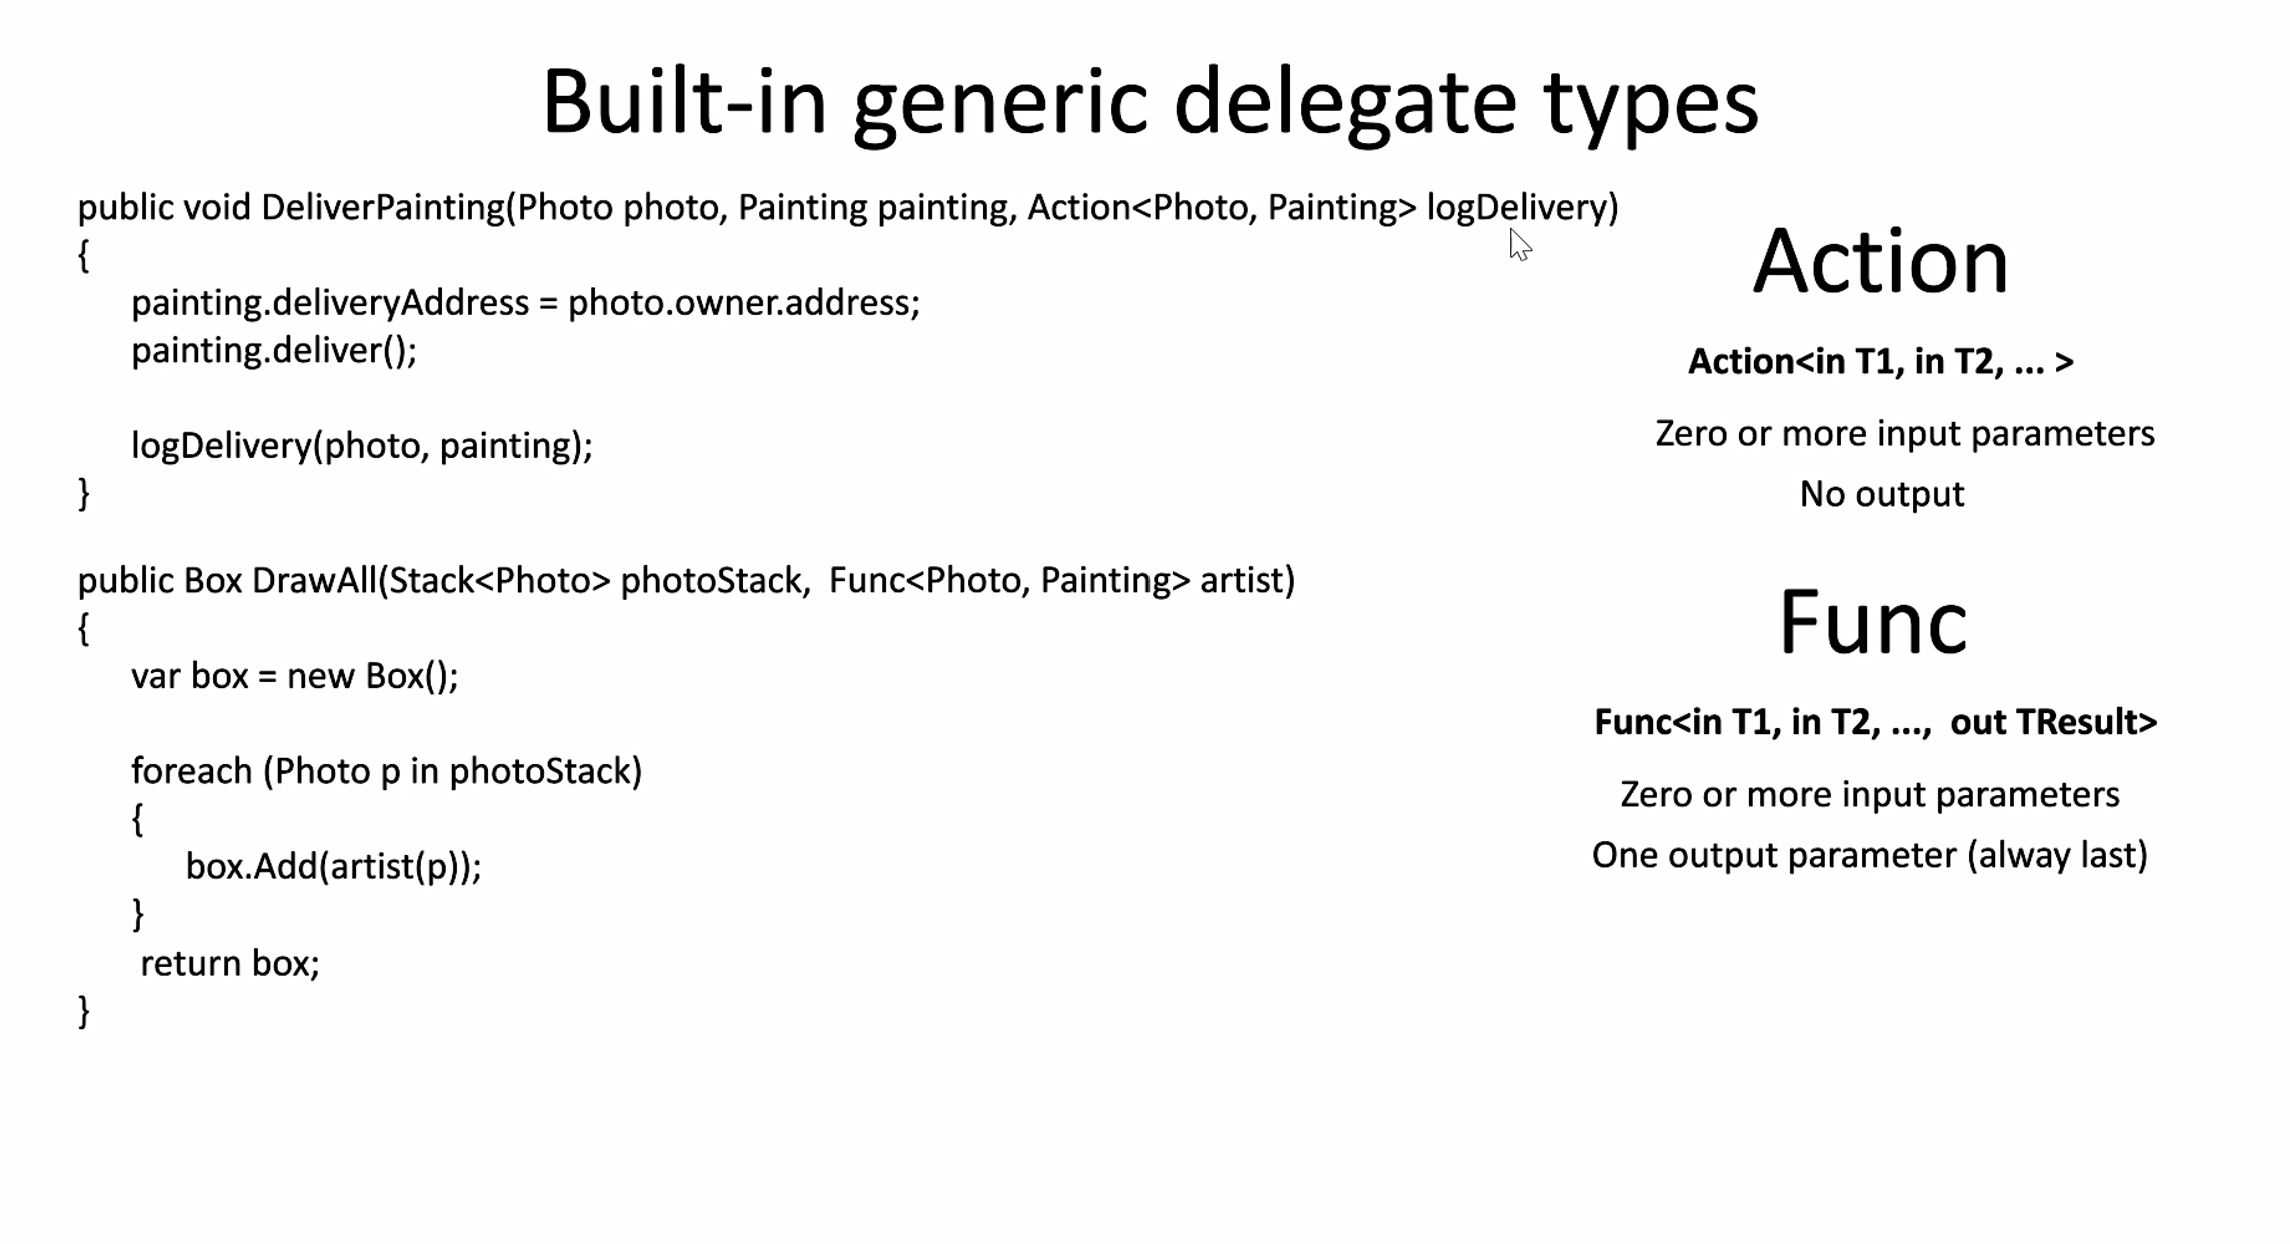 Built-in generic delegate types
public void DeliverPainting(Photo photo, Painting painting, Action<Photo, Painting> logDelivery)
{
painting.deliveryAddress = photo.owner.address;
painting.deliver();
logDelivery(photo, painting);
}
public Box DrawAll(Stack<Photo> photoStack,  Func<Photo, Painting> artist)
{
var box = new Box();
foreach (Photo p in photoStack)
{
box.Add(artist(p));
}
return box;
}
Action
Action<in T1, in T2, ... >
Zero or more input parameters
No output
Func
Func<in T1, in T2, ...,  out TResult>
Zero or more input parameters
One output parameter (alway last)